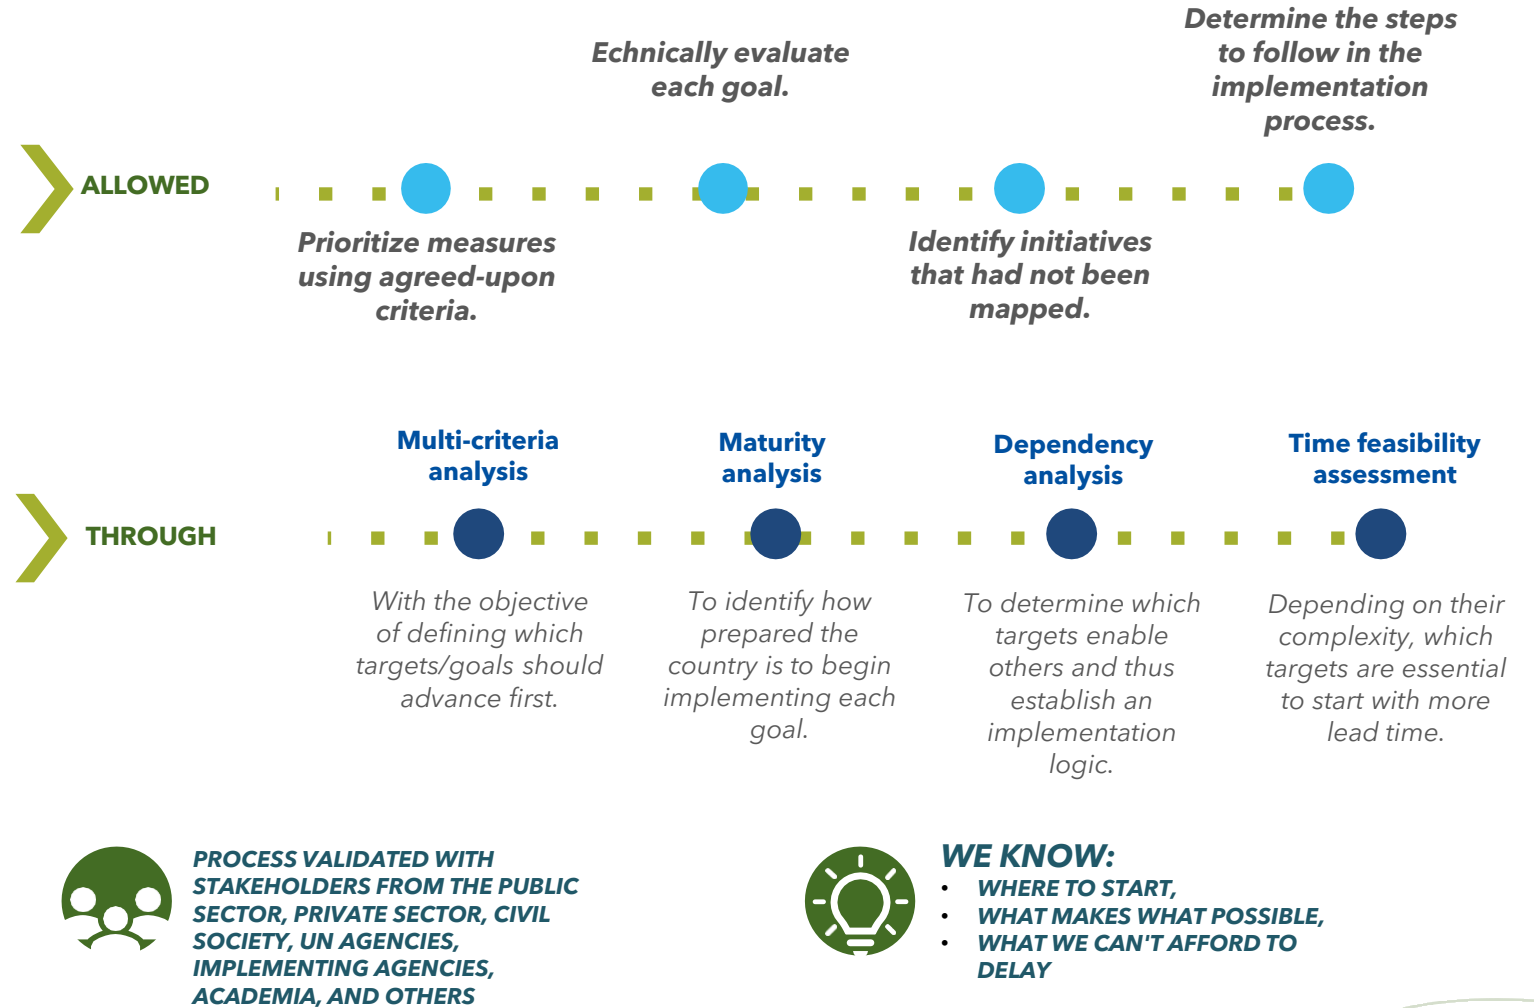 Determine the steps
to follow in the
implementation
process.
Echnically evaluate
each goal.
ALLOWED
Prioritize measures
using agreed-upon
criteria.
Identify initiatives
that had not been
mapped.
Multi-criteria
analysis
Maturity
analysis
Dependency
analysis
Time feasibility
assessment
THROUGH
With the objective
of defining which
targets/goals should
advance first.
To identify how
prepared the
country is to begin
implementing each
goal.
To determine which
targets enable
others and thus
establish an
implementation
logic.
Depending on their
complexity, which
targets are essential
to start with more
lead time.
PROCESS VALIDATED WITH
STAKEHOLDERS FROM THE PUBLIC
SECTOR, PRIVATE SECTOR, CIVIL
SOCIETY, UN AGENCIES,
IMPLEMENTING AGENCIES,
ACADEMIA, AND OTHERS
WE KNOW:
• WHERE TO START,
• WHAT MAKES WHAT POSSIBLE,
• WHAT WE CAN'T AFFORD TO
DELAY